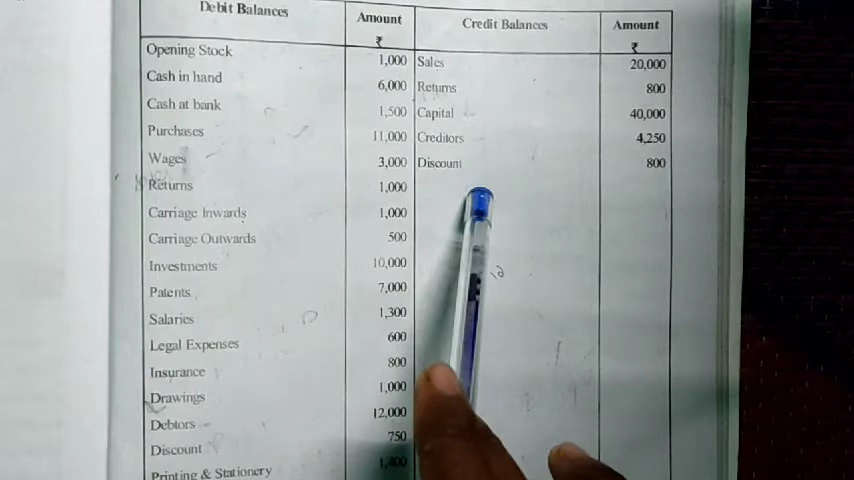 Debit Balances Amount ₹ Credit Balances Amount ₹
Opening Stock 1,000 Sales 20,000
Cash in hand 6,000 Returns 800
Cash at bank 1,500 Capital 40,000
Purchases 11,000 Creditors 4,250
Wages 3,000 Discount 800
Returns 1,000
Carriage Inwards 1,000
Carriage Outwards 500
Investments 10,000
Patents 7,000
Salaries 1,300
Legal Expenses 600
Insurance 800
Drawings 1,000
Debtors 12,000
Discount 750
Printing & Stationery 1,400